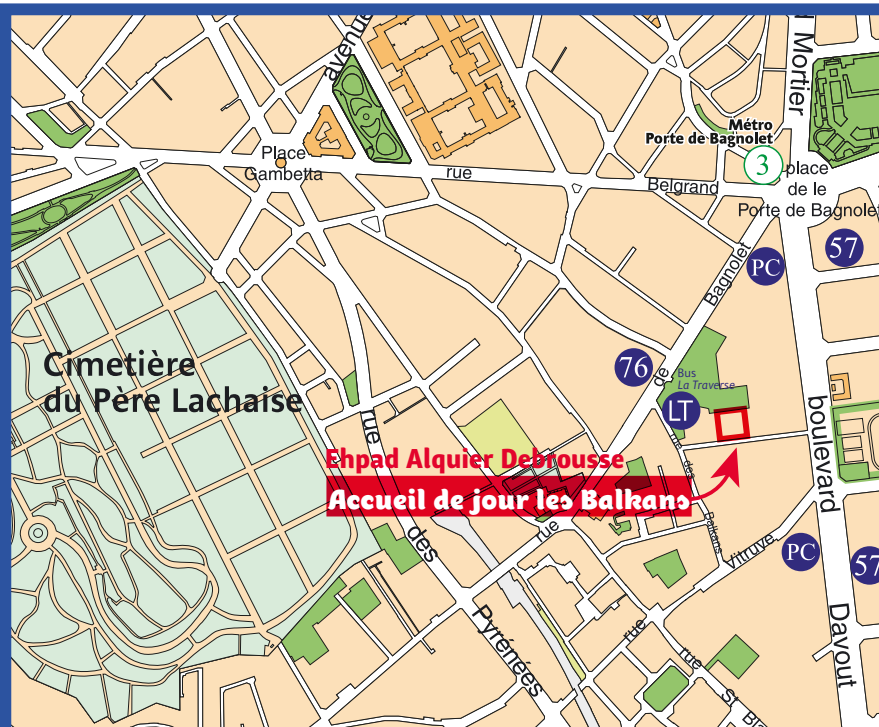 avenue
Mortier
Métro
Porte de Bagnolet
3
place
de le
Porte de Bagnolet
Place
Gambetta
rue
Belgrand
PC
57
Bagnolet
de
76
Bus
La Traverse
LT
Cimetière
du Père Lachaise
rue
boulevard
Ehpad Alquier Debrousse
Accueil de jour les Balkans
rue des
Balkans
rue
des
Vitruve
PC
57
Pyrénées
rue
rue
St
Davout